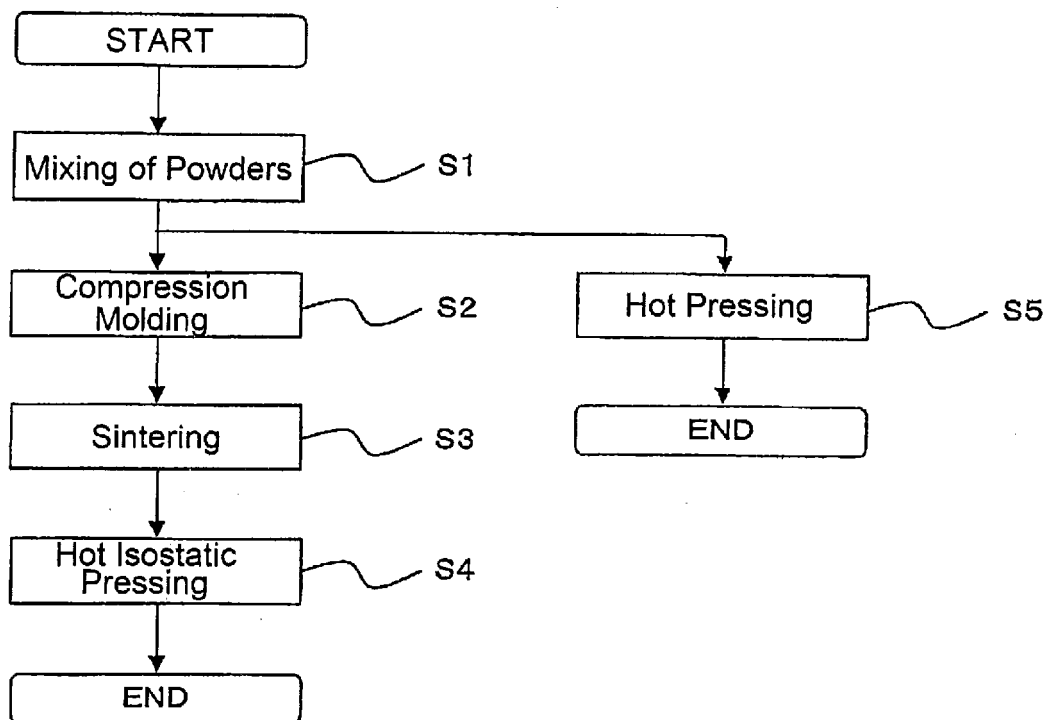 START
Mixing of Powders
S1
Compression
Molding
S2
Hot Pressing
S5
Sintering
S3
END
Hot Isostatic
Pressing
S4
END